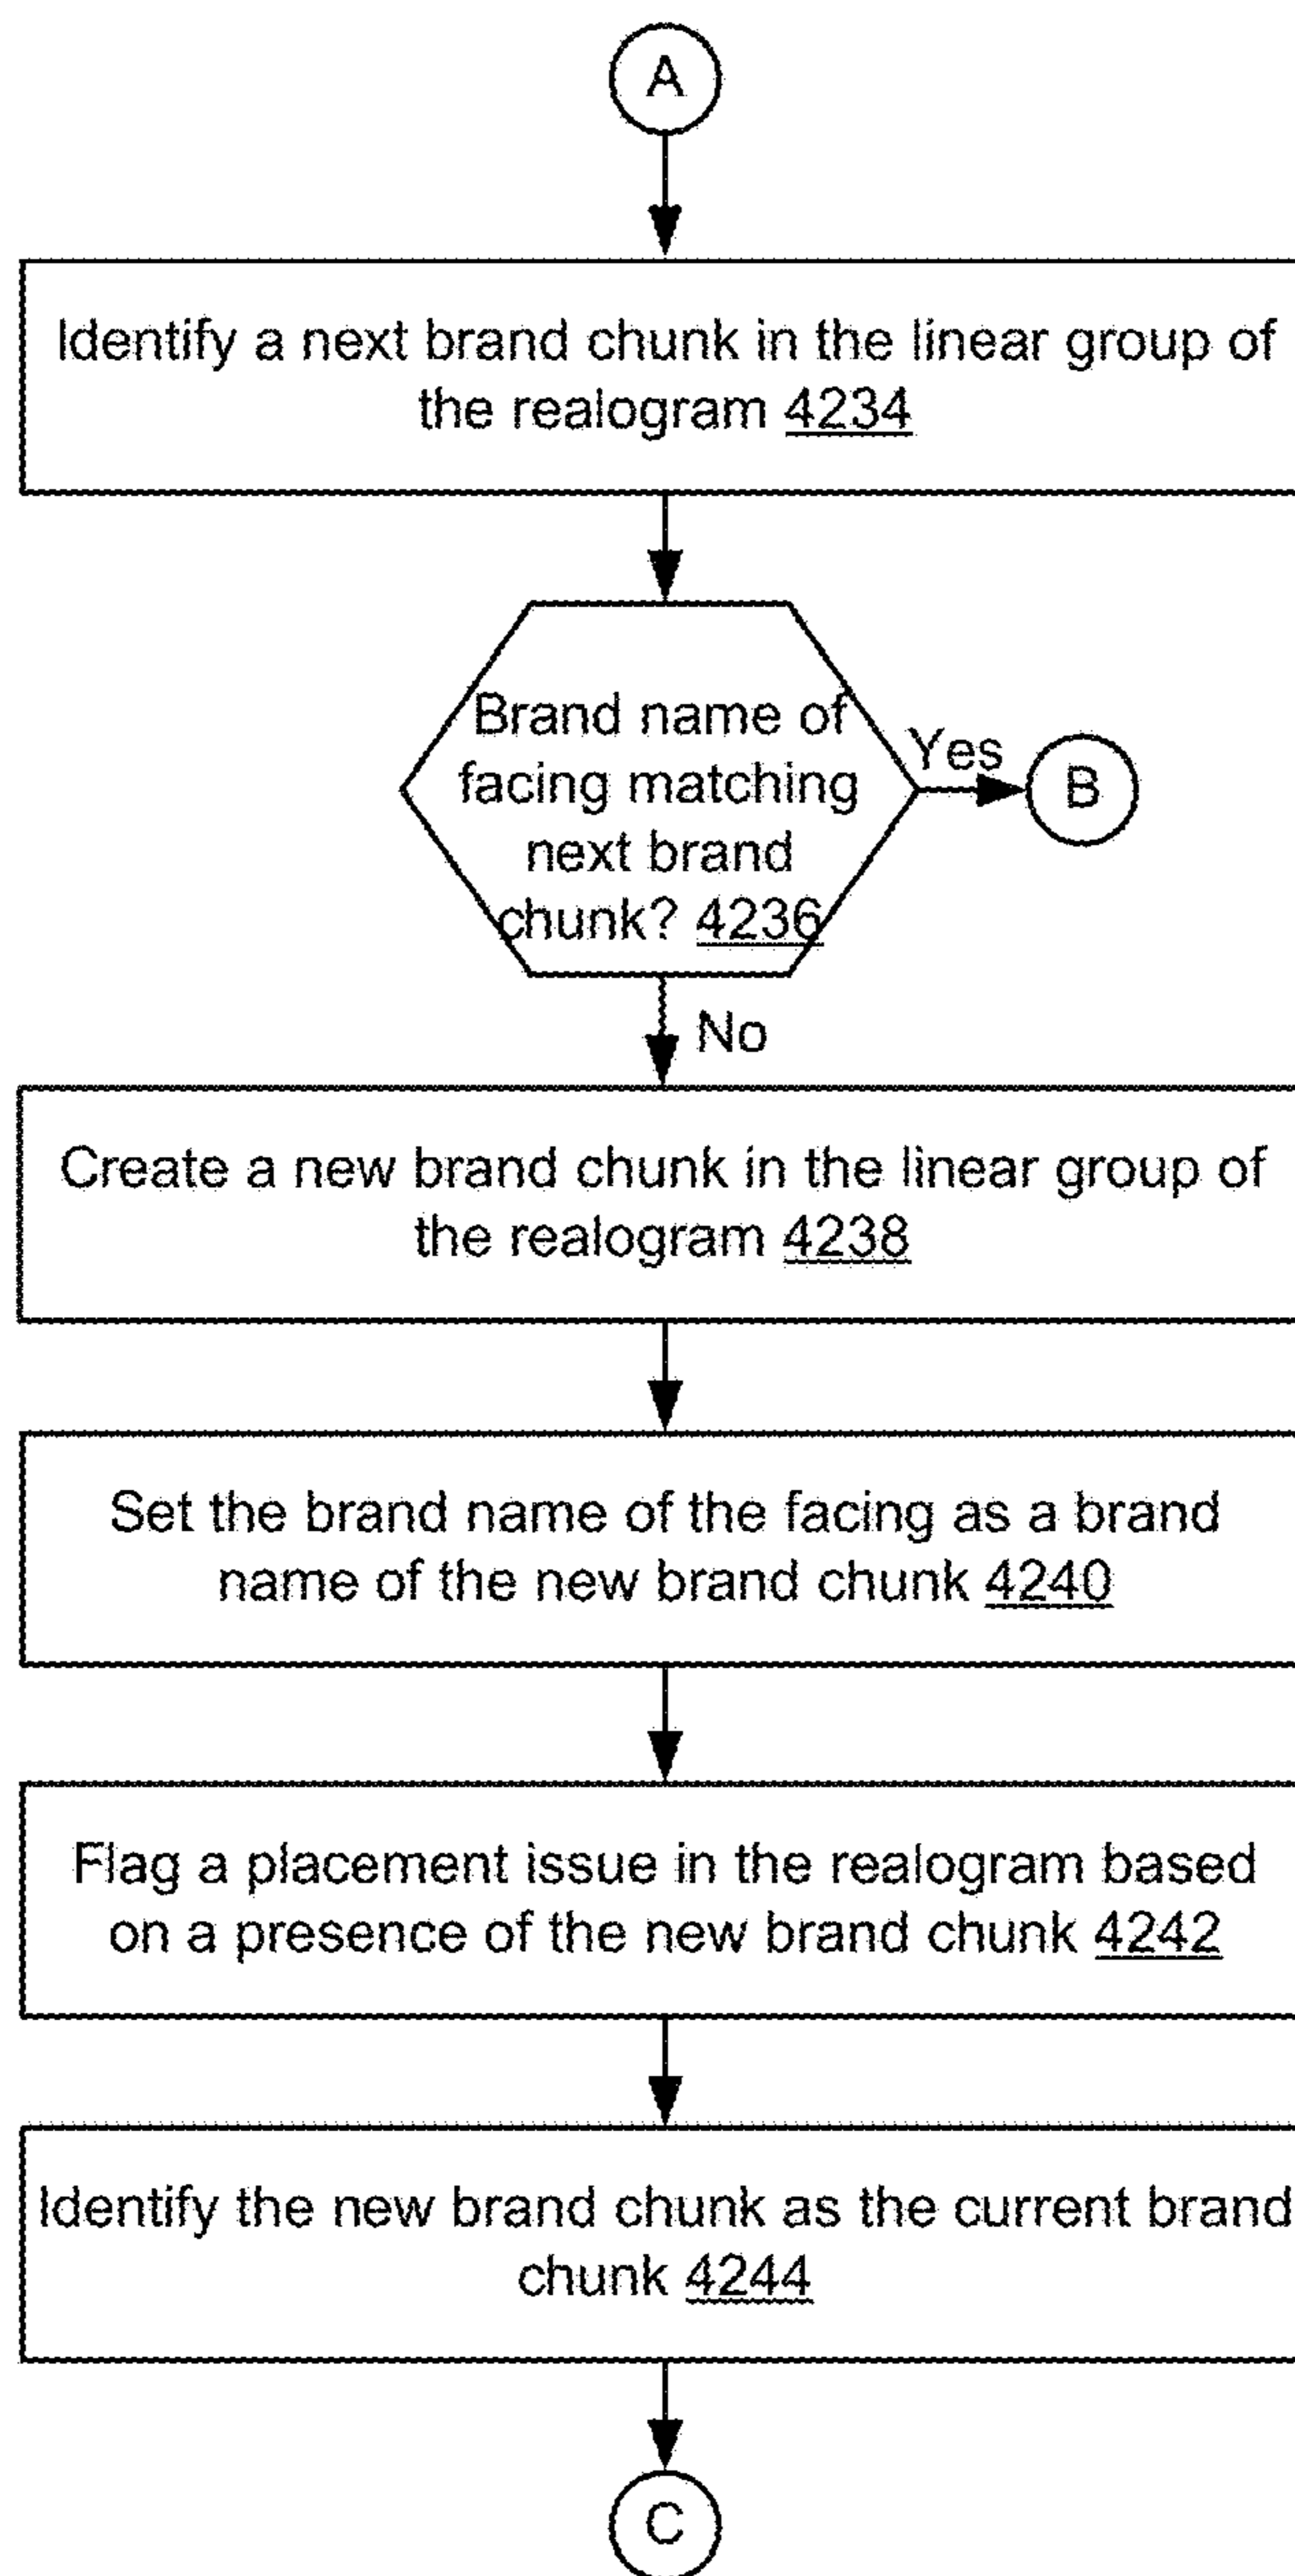 A
Identify a next brand chunk in the linear group of
the realogram 4234
Brand name of
facing matching
next brand
chunk? 4236
Yes
B
No
Create a new brand chunk in the linear group of
the realogram 4238
Set the brand name of the facing as a brand
name of the new brand chunk 4240
Flag a placement issue in the realogram based
on a presence of the new brand chunk 4242
Identify the new brand chunk as the current brand
chunk 4244
C